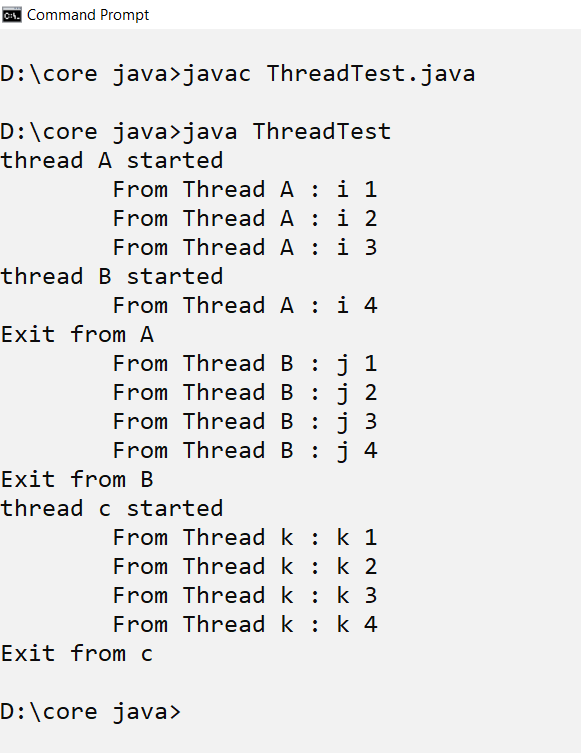 Command Prompt
D:\core java>javac ThreadTest.java
D:\core java>java ThreadTest
thread A started
From Thread A : i 1
From Thread A : i 2
From Thread A : i 3
thread B started
From Thread A : i 4
Exit from A
From Thread B : j 1
From Thread B : j 2
From Thread B : j 3
From Thread B : j 4
Exit from B
thread c started
From Thread k : k 1
From Thread k : k 2
From Thread k : k 3
From Thread k : k 4
Exit from c
D:\core java>